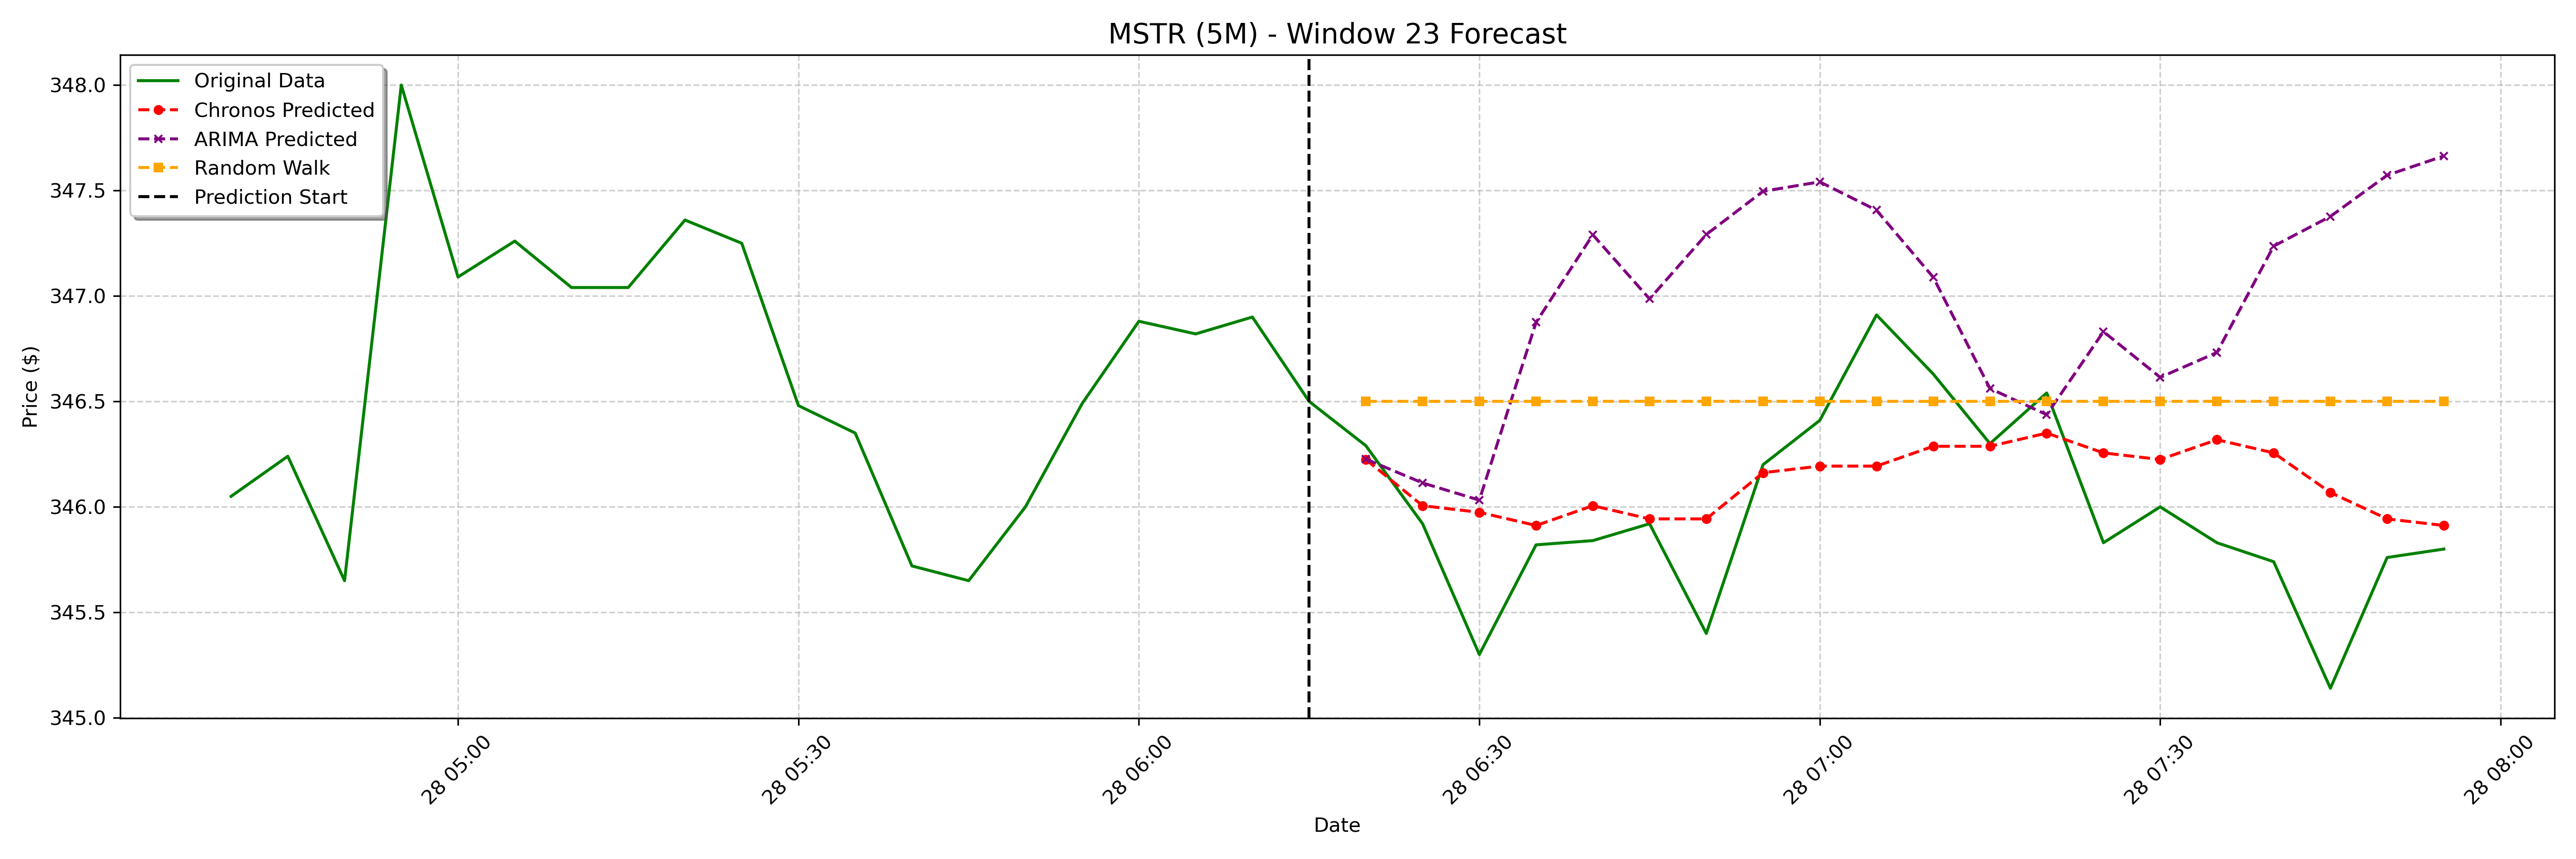 MSTR (5M) - Window 23 Forecast
Original Data
Chronos Predicted
ARIMA Predicted
Random Walk
Prediction Start
Price ($)
348.0
347.5
347.0
346.5
346.0
345.5
345.0
28 05:00
28 05:30
28 06:00
28 06:30
28 07:00
28 07:30
28 08:00
Date